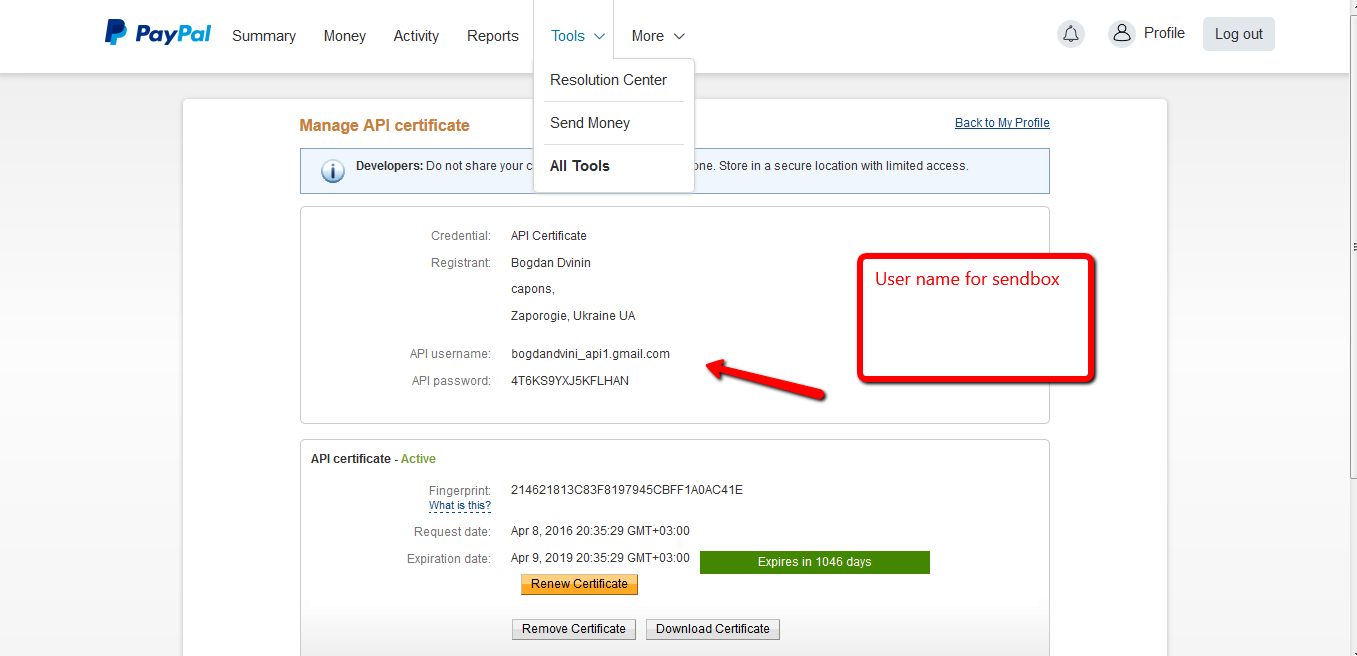 PayPal Summary Money Activity Reports Tools More Profile Log out
Resolution Center
Send Money
All Tools
Manage API certificate
Back to My Profile
Developers: Do not share your c one. Store in a secure location with limited access.
Credential: API Certificate
Registrant: Bogdan Dvinin
capons,
Zaporogie, Ukraine UA
API username: bogdandvini_api1.gmail.com
API password: 4T6KS9YXJ5KFLHAN
User name for sendbox
API certificate - Active
Fingerprint: 214621813C83F8197945CBFF1A0AC41E
What is this?
Request date: Apr 8, 2016 20:35:29 GMT+03:00
Expiration date: Apr 9, 2019 20:35:29 GMT+03:00 Expires in 1046 days
Renew Certificate
Remove Certificate Download Certificate